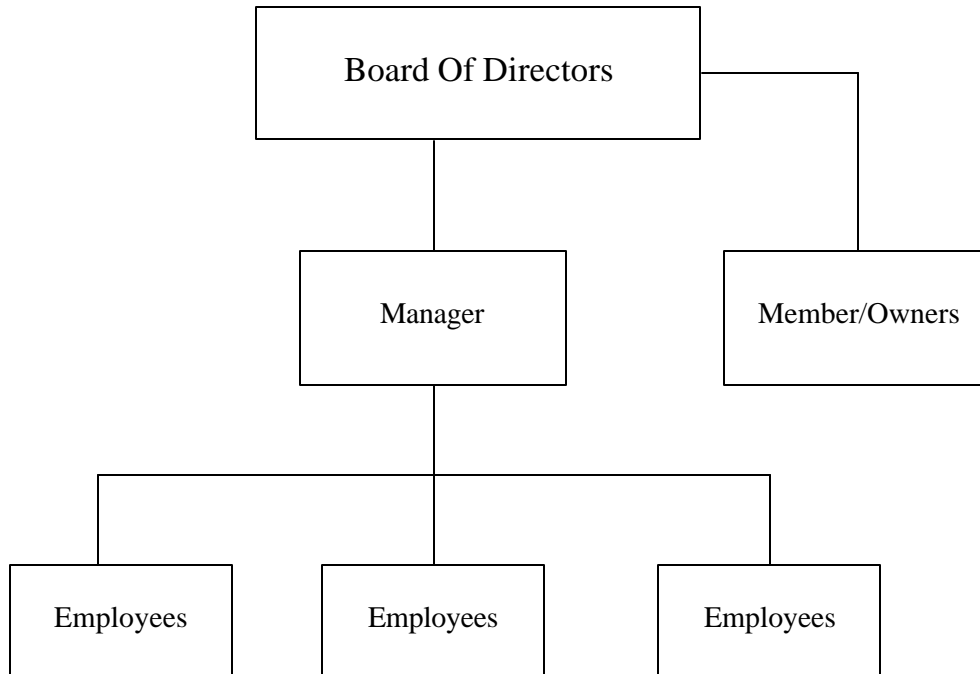 Board Of Directors
Manager
Member/Owners
Employees
Employees
Employees